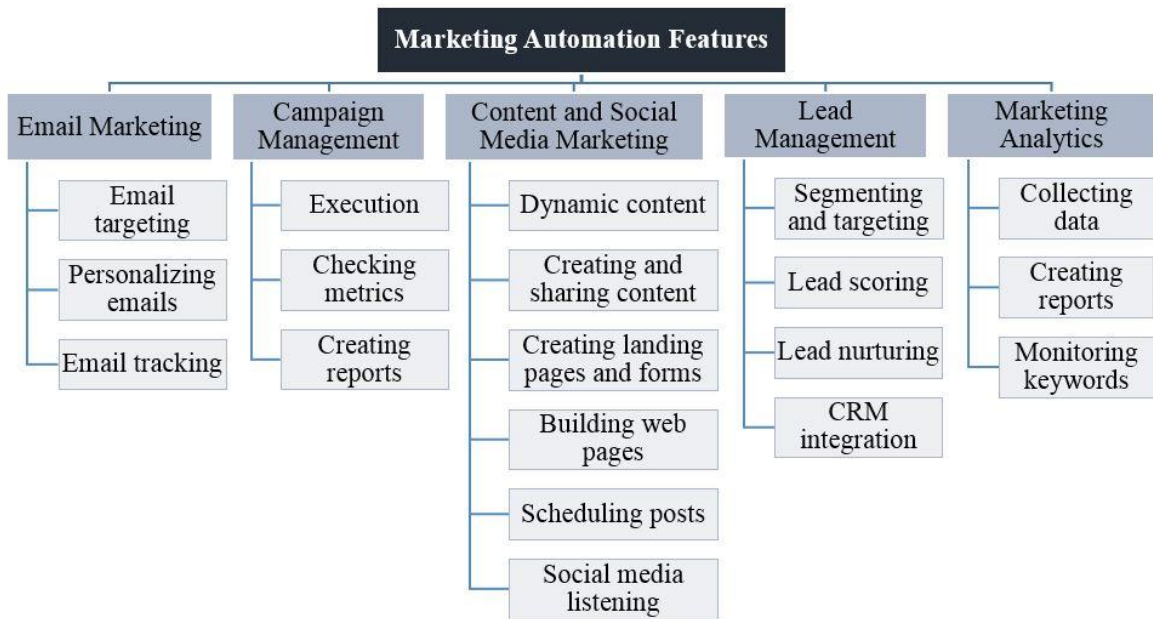 Marketing Automation Features
Email Marketing
Email
targeting
Personalizing
emails
Email tracking
Campaign
Management
Execution
Checking
metrics
Creating
reports
Content and Social
Media Marketing
Dynamic content
Creating and
sharing content
Creating landing
pages and forms
Building web
pages
Scheduling posts
Social media
listening
Lead
Management
Segmenting
and targeting
Lead scoring
Lead nurturing
CRM
integration
Marketing
Analytics
Collecting
data
Creating
reports
Monitoring
keywords